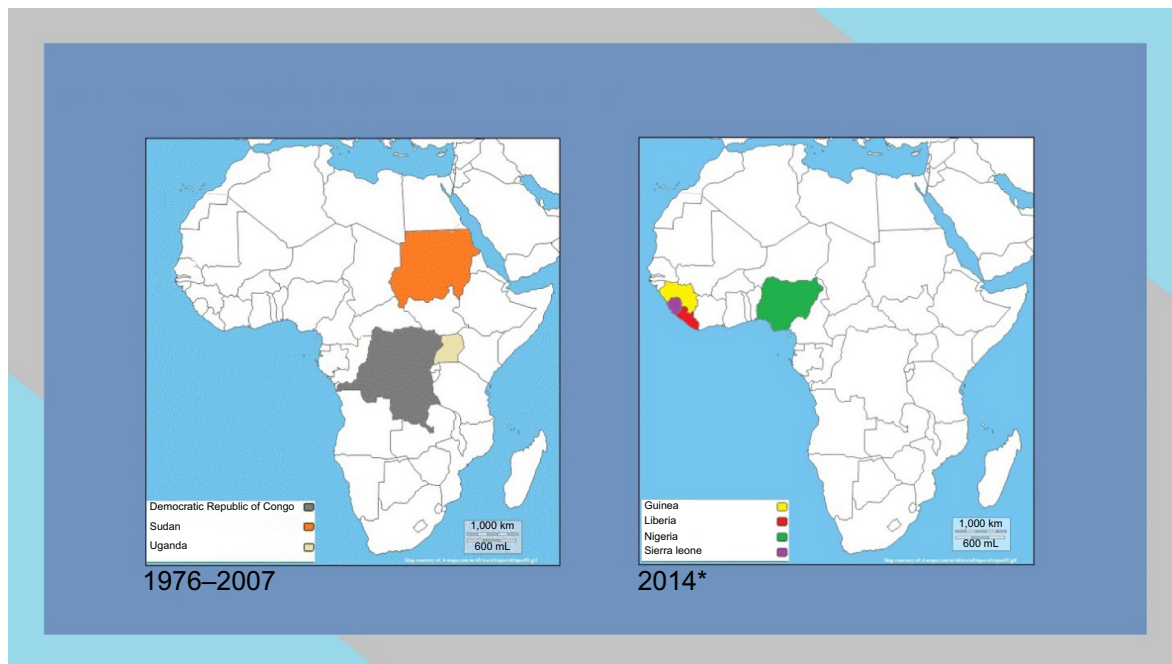 Democratic Republic of Congo
Sudan
Uganda
1,000 km
600 mL
1976–2007
Guinea
Liberia
Nigeria
Sierra leone
1,000 km
600 mL
2014*